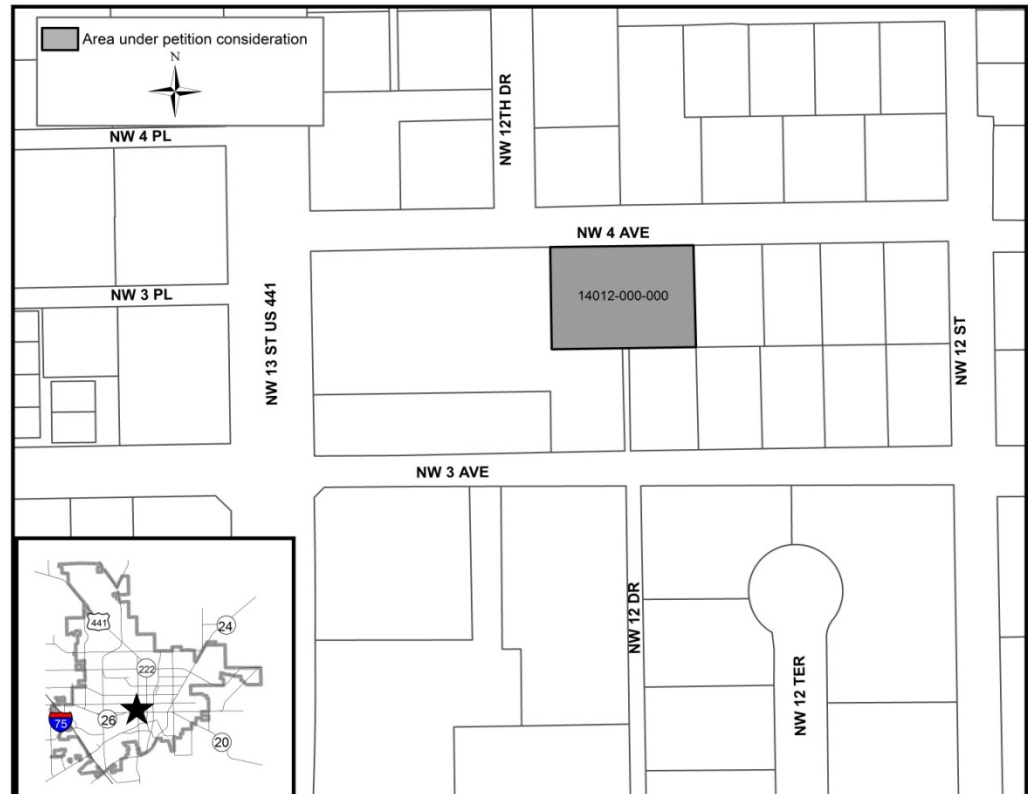 Area under petition consideration
N
NW 4 PL
NW 12TH DR
NW 4 AVE
14012-000-000
NW 3 PL
NW 13 ST US 441
NW 12 ST
NW 3 AVE
NW 12 DR
NW 12 TER
441
24
222
26
75
20